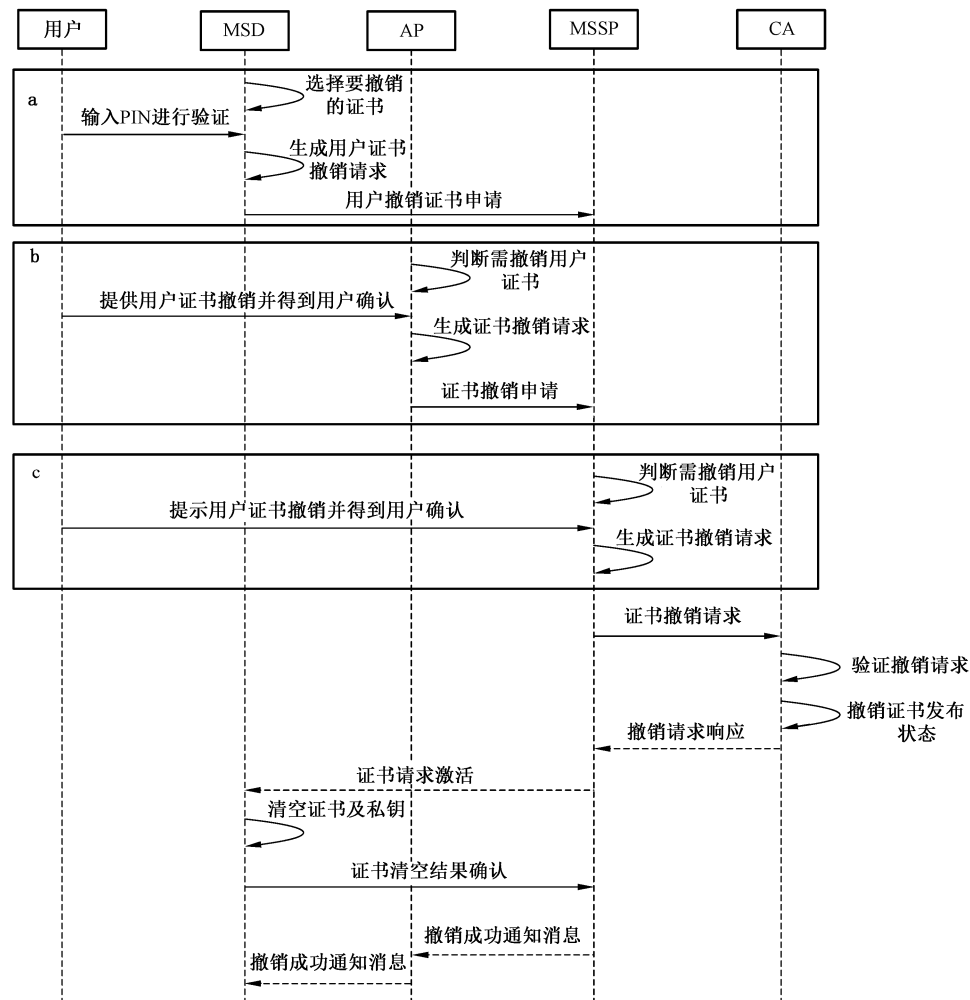 用户
MSD
AP
MSSP
CA
a
选择要撤销
的证书
输入PIN进行验证
生成用户证书
撤销请求
用户撤销证书申请
b
判断需撤销用户
证书
提供用户证书撤销并得到用户确认
生成证书撤销请求
证书撤销申请
c
判断需撤销用户
证书
提示用户证书撤销并得到用户确认
生成证书撤销请求
证书撤销请求
验证撤销请求
撤销证书发布
状态
撤销请求响应
证书请求激活
清空证书及私钥
证书清空结果确认
撤销成功通知消息
撤销成功通知消息